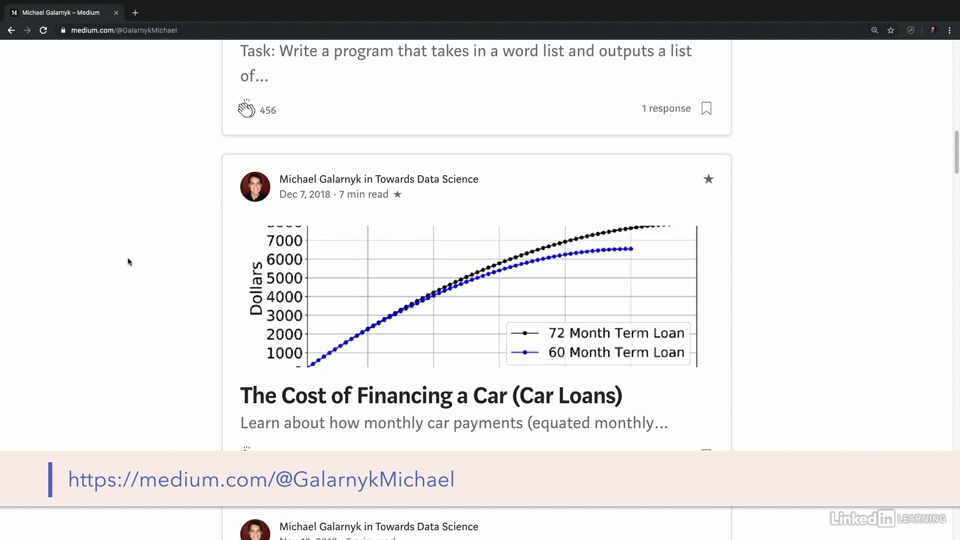 Michael Galarnyk – Medium
medium.com/@GalarnykMichael
Task: Write a program that takes in a word list and outputs a list
of...
456
1 response
Michael Galarnyk in Towards Data Science
Dec 7, 2018 · 7 min read ★
7000
6000
5000
4000
3000
2000
1000
Dollars
72 Month Term Loan
60 Month Term Loan
The Cost of Financing a Car (Car Loans)
Learn about how monthly car payments (equated monthly...
https://medium.com/@GalarnykMichael
Michael Galarnyk in Towards Data Science
LinkedIn LEARNING